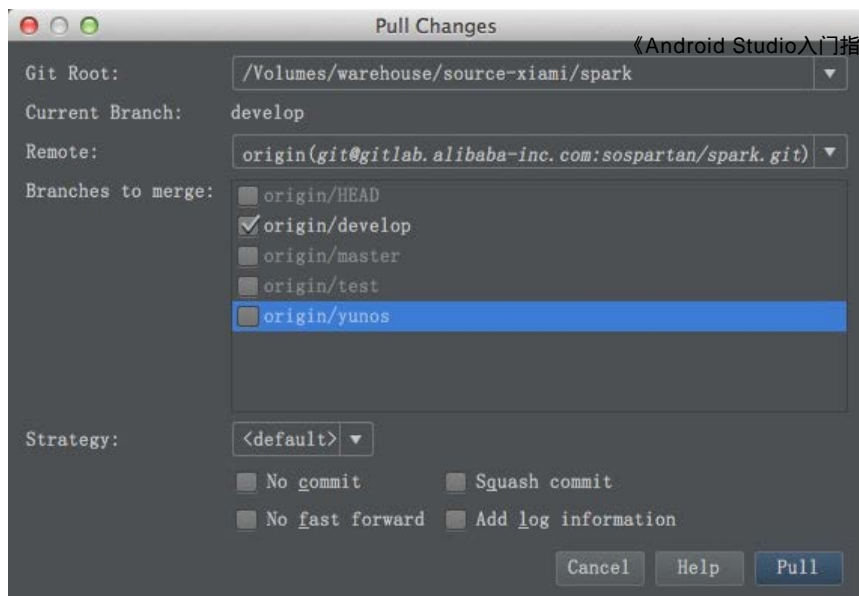 Pull Changes
《Android Studio入门指
Git Root: /Volumes/warehouse/source-xiami/spark
Current Branch: develop
Remote: origin(git@gitlab.alibaba-inc.com:sospartan/spark.git)
Branches to merge: origin/HEAD
origin/develop
origin/master
origin/test
origin/yunos
Strategy: <default>
No commit Squash commit
No fast forward Add log information
Cancel Help Pull